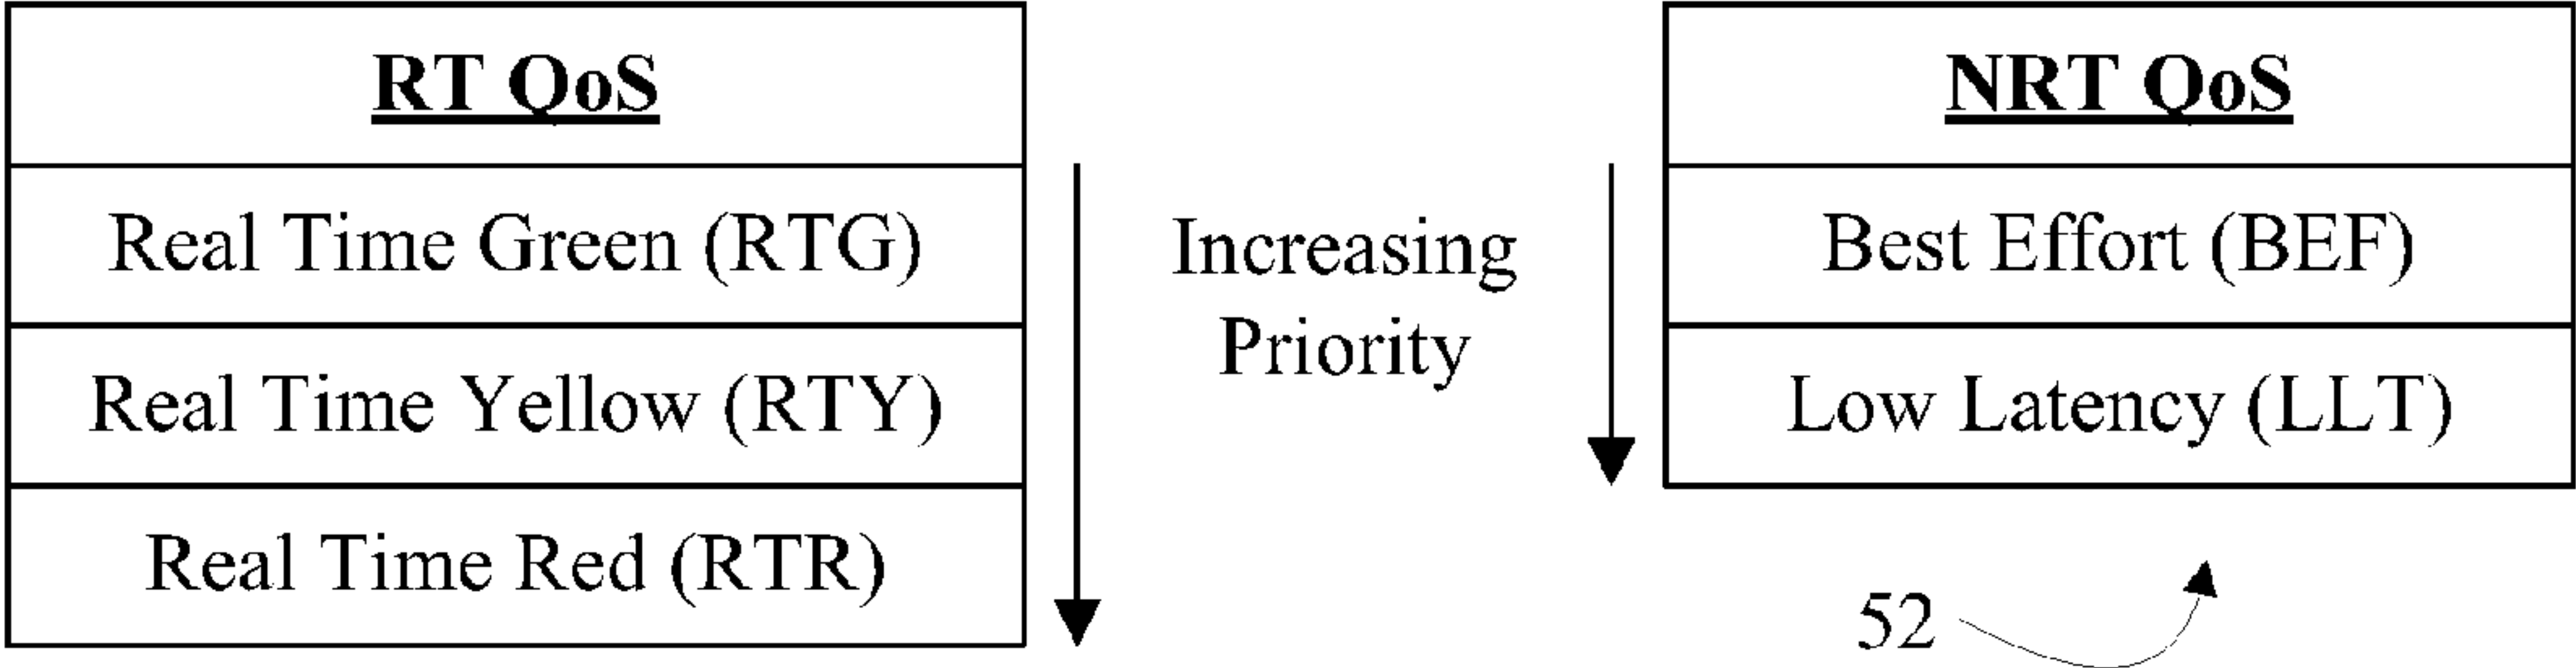 RT QoS
Real Time Green (RTG)
Real Time Yellow (RTY)
Real Time Red (RTR)
Increasing
Priority
NRT QoS
Best Effort (BEF)
Low Latency (LLT)
52